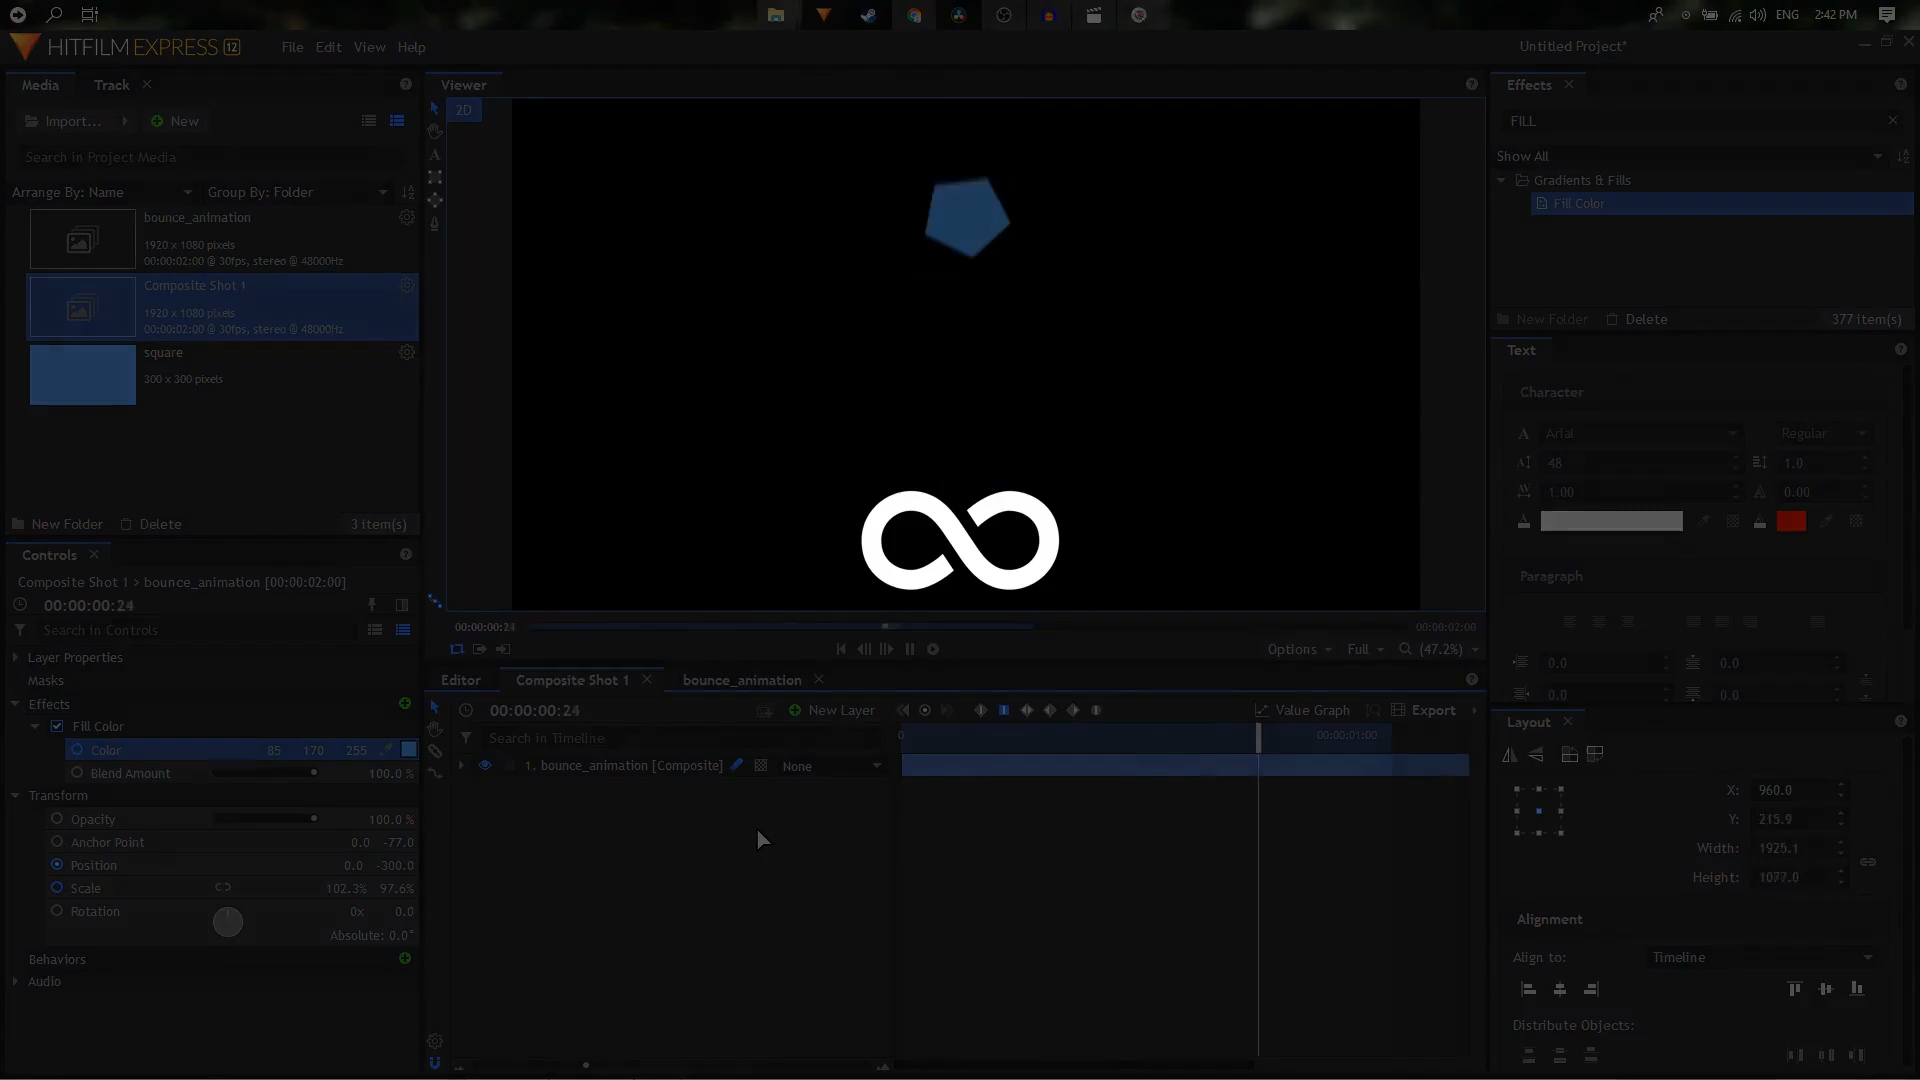 ENG
2:42 PM
HITFILM EXPRESS 12
File Edit View Help
Untitled Project*
Media
Track
Import...
New
Search in Project Media
Arrange By: Name
Group By: Folder
bounce_animation
1920 x 1080 pixels
00:00:02:00 @ 30fps, stereo @ 48000Hz
Composite Shot 1
1920 x 1080 pixels
00:00:02:00 @ 30fps, stereo @ 48000Hz
square
300 x 300 pixels
New Folder
Delete
3 item(s)
Controls
Composite Shot 1 > bounce_animation [00:00:02:00]
00:00:00:24
Search in Controls
Layer Properties
Masks
Effects
Fill Color
Color 85 170 255
Blend Amount 100.0 %
Transform
Opacity 100.0 %
Anchor Point 0.0 -77.0
Position 0.0 -300.0
Scale 102.3% 97.6%
Rotation 0x 0.0
Absolute: 0.0°
Behaviors
Audio
Viewer
2D
00:00:00:24
00:00:02:00
Options
Full
(47.2%)
Editor
Composite Shot 1
bounce_animation
00:00:00:24
New Layer
Value Graph
Export
Search in Timeline
0
00:00:01:00
1. bounce_animation [Composite]
None
Effects
FILL
Show All
Gradients & Fills
Fill Color
New Folder
Delete
377 item(s)
Text
Character
Arial
Regular
48
1.0
1.00
0.00
Paragraph
0.0
0.0
0.0
0.0
Layout
X: 960.0
Y: 215.9
Width: 1925.1
Height: 1077.0
Alignment
Align to: Timeline
Distribute Objects: